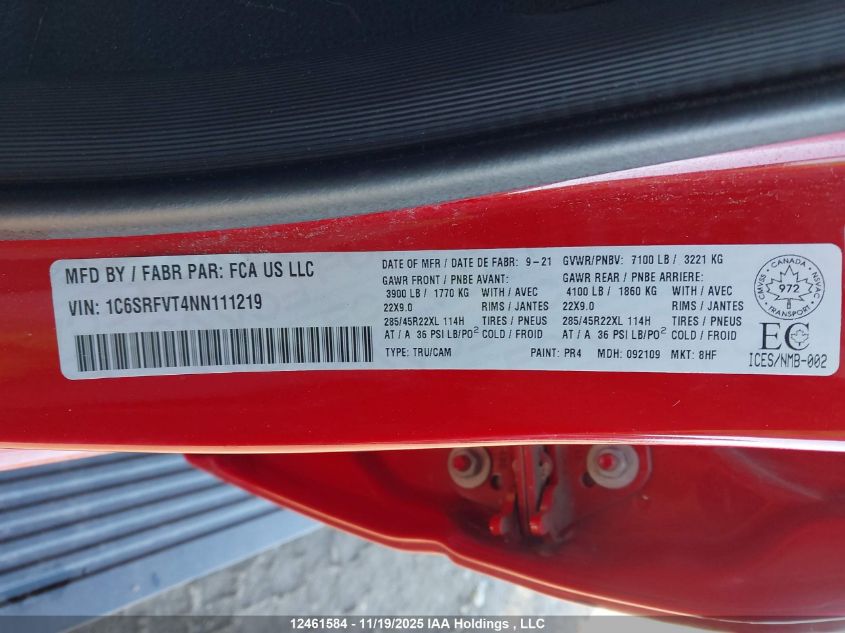 MFD BY / FABR PAR: FCA US LLC
VIN: 1C6SRFVT4NN111219
DATE OF MFR / DATE DE FABR: 9-21 GVWR/PNBV: 7100 LB / 3221 KG
GAWR FRONT / PNBE AVANT: GAWR REAR / PNBE ARRIERE:
3900 LB / 1770 KG WITH / AVEC 4100 LB / 1860 KG WITH / AVEC
22X9.0 RIMS / JANTES 22X9.0 RIMS / JANTES
285/45R22XL 114H TIRES / PNEUS 285/45R22XL 114H TIRES / PNEUS
AT / A 36 PSI LB/PO² COLD / FROID AT / A 36 PSI LB/PO² COLD / FROID
TYPE: TRU/CAM PAINT: PR4 MDH: 092109 MKT: 8HF
CANADA
CMVSS NSVAC
972
TRANSPORT
EC
ICES/NMB-002
12461584 - 11/19/2025 IAA Holdings , LLC